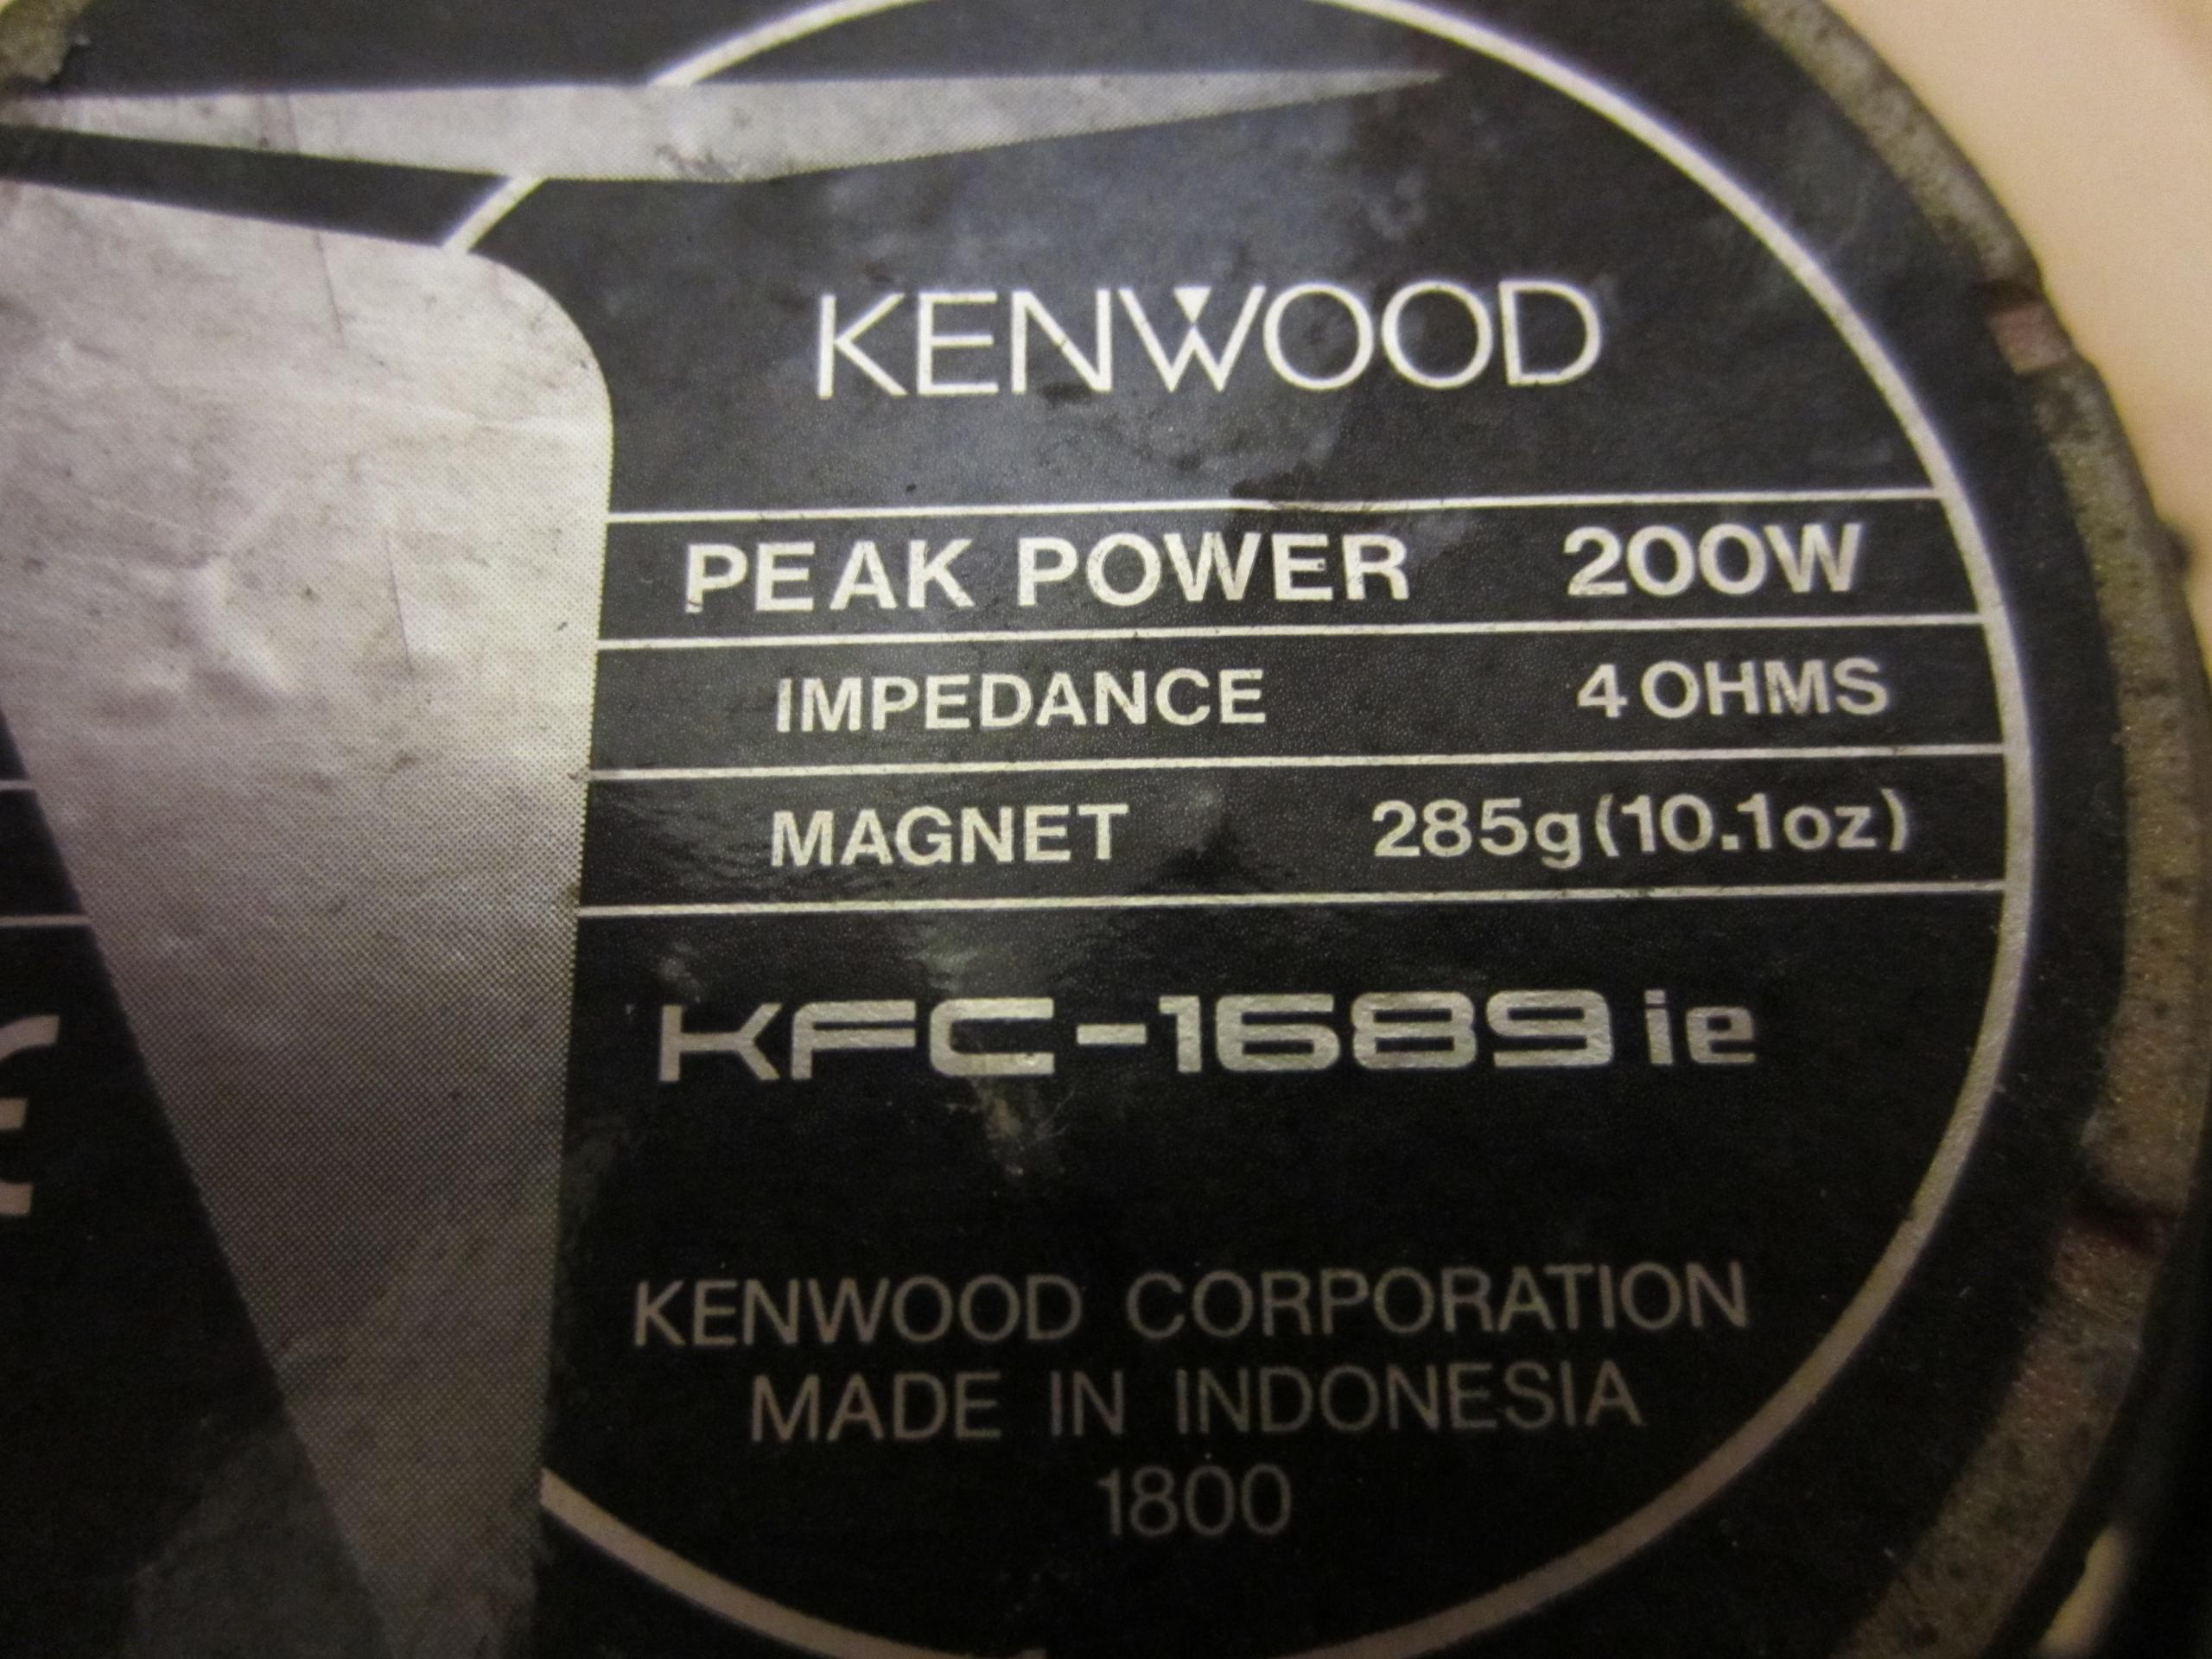 KENWOOD
PEAK POWER 200W
IMPEDANCE 4 OHMS
MAGNET 285g(10.1oz)
KFC-1689ie
KENWOOD CORPORATION
MADE IN INDONESIA
1800